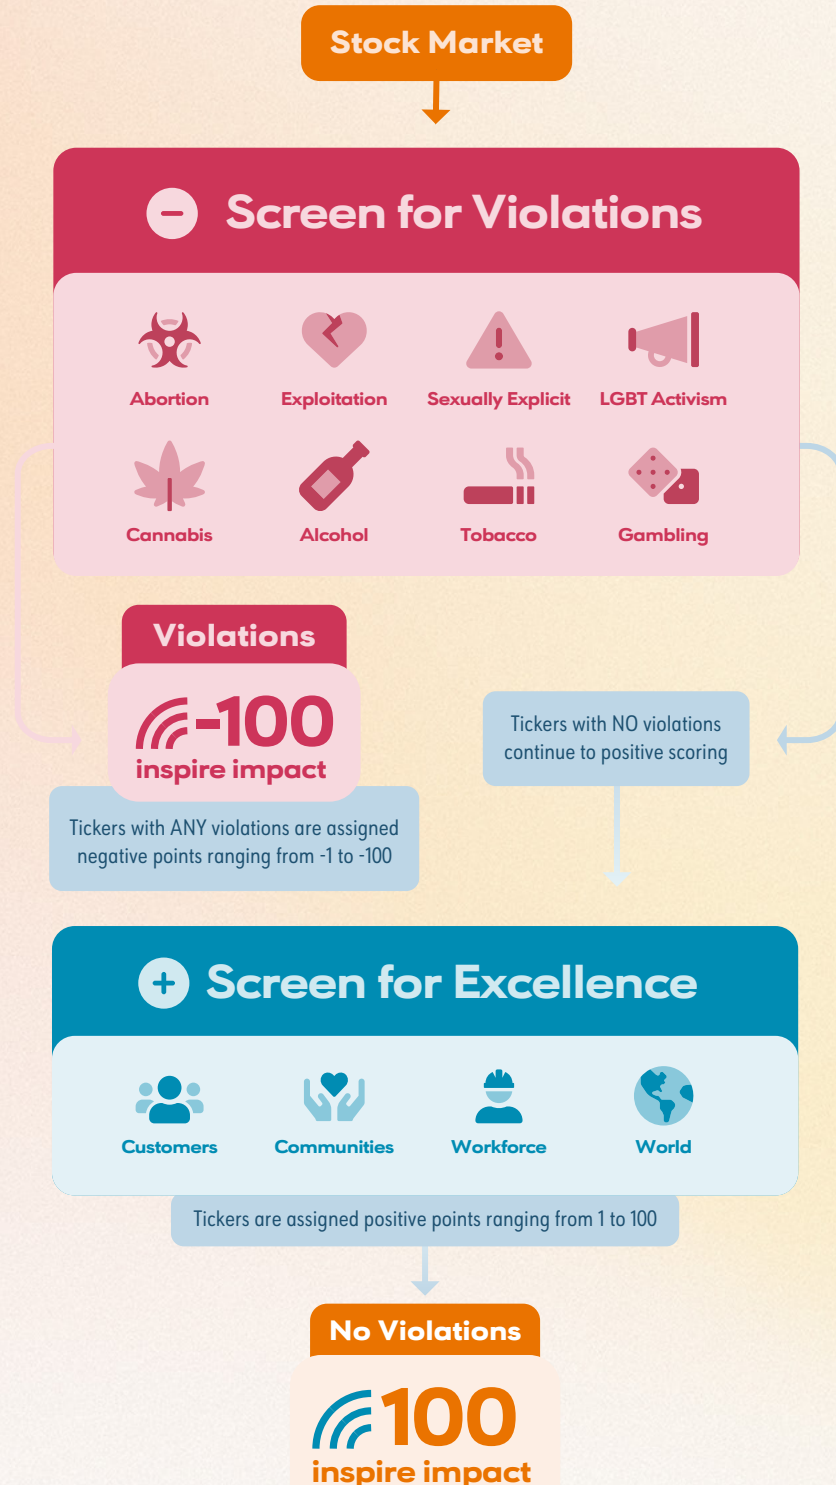 Stock Market
Screen for Violations
Abortion
Exploitation
Sexually Explicit
LGBT Activism
Cannabis
Alcohol
Tobacco
Gambling
Violations
-100
inspire impact
Tickers with ANY violations are assigned
negative points ranging from -1 to -100
Tickers with NO violations
continue to positive scoring
Screen for Excellence
Customers
Communities
Workforce
World
Tickers are assigned positive points ranging from 1 to 100
No Violations
100
inspire impact